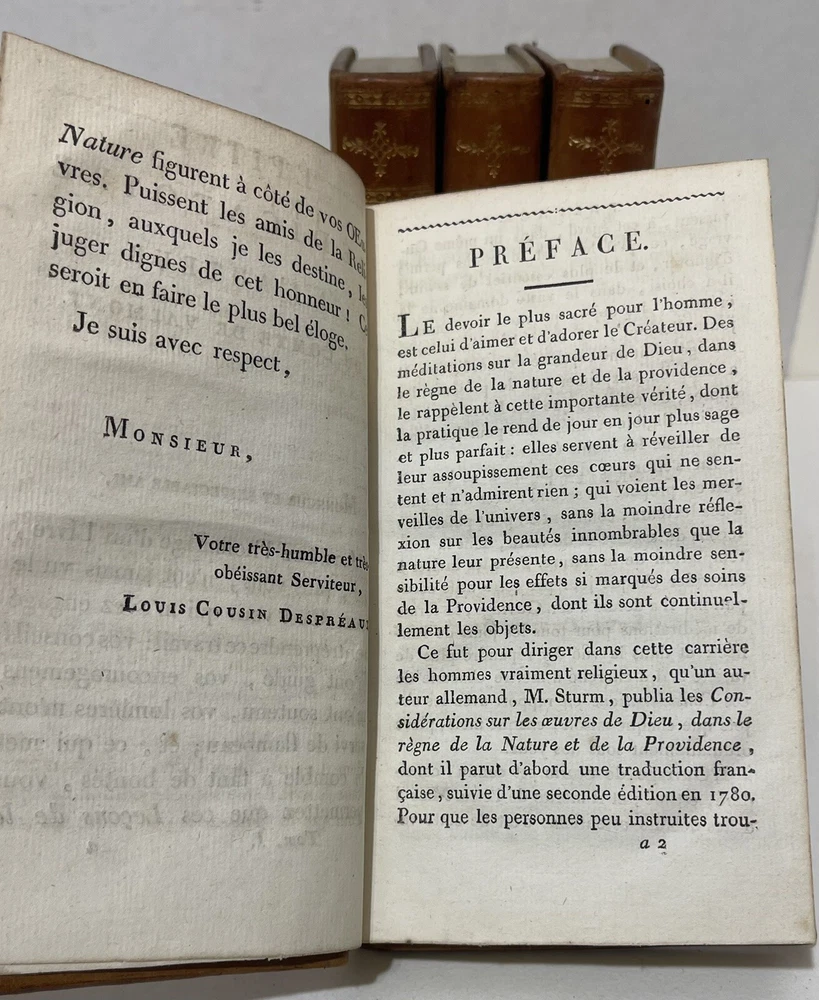 Nature figurent à côté de vos OEu
vres. Puissent les amis de la Reli
gion, auxquels je les destine, les
juger dignes de cet honneur! Ce
seroit en faire le plus bel éloge.
Je suis avec respect,
MONSIEUR,
Votre très-humble et très
obéissant Serviteur,
LOUIS COUSIN DESPRÉAU
PRÉFACE.
LE devoir le plus sacré pour l'homme,
est celui d'aimer et d'adorer le Créateur. Des
méditations sur la grandeur de Dieu, dans
le règne de la nature et de la providence,
le rappèlent à cette importante vérité, dont
la pratique le rend de jour en jour plus sage
et plus parfait : elles servent à réveiller de
leur assoupissement ces cœurs qui ne sen-
tent et n'admirent rien ; qui voient les mer-
veilles de l'univers, sans la moindre réfle-
xion sur les beautés innombrables que la
nature leur présente, sans la moindre sen-
sibilité pour les effets si marqués des soins
de la Providence, dont ils sont continuel-
lement les objets.
Ce fut pour diriger dans cette carrière
les hommes vraiment religieux, qu'un au-
teur allemand, M. Sturm, publia les Con-
sidérations sur les œuvres de Dieu, dans le
règne de la Nature et de la Providence,
dont il parut d'abord une traduction fran-
çaise, suivie d'une seconde édition en 1780.
Pour que les personnes peu instruites trou-
a 2